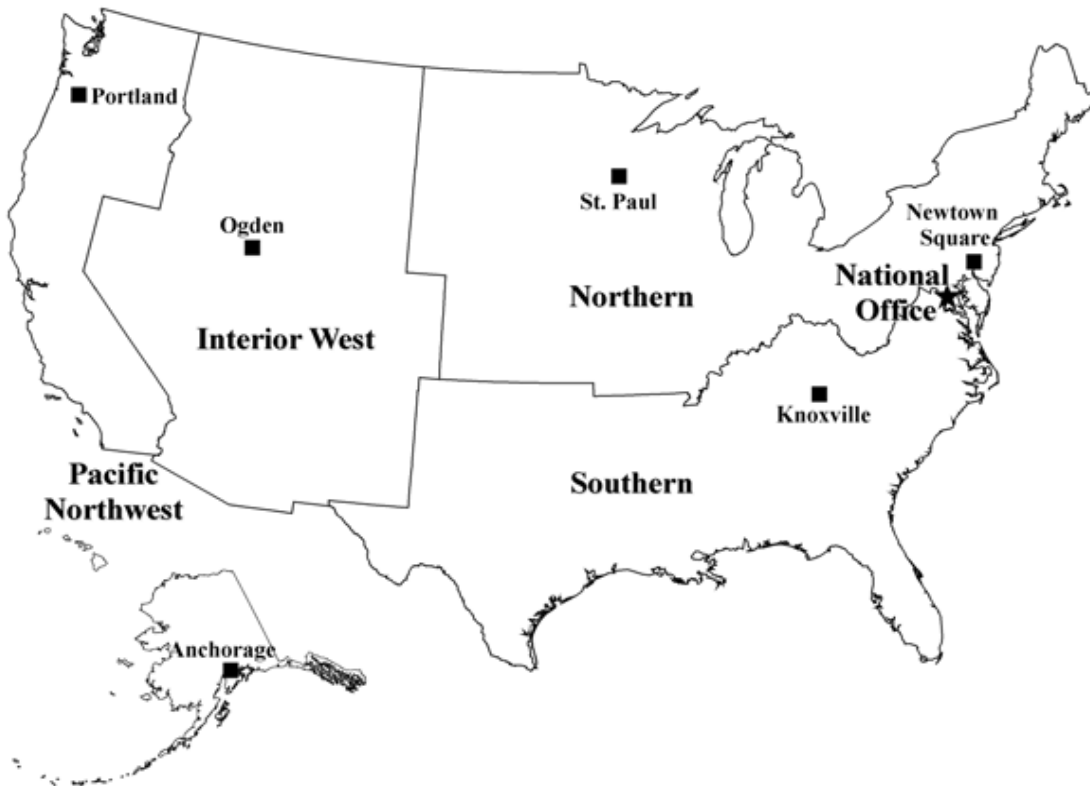 Portland
Ogden
St. Paul
Newtown
Square
National
Office
Northern
Interior West
Knoxville
Pacific
Northwest
Southern
Anchorage